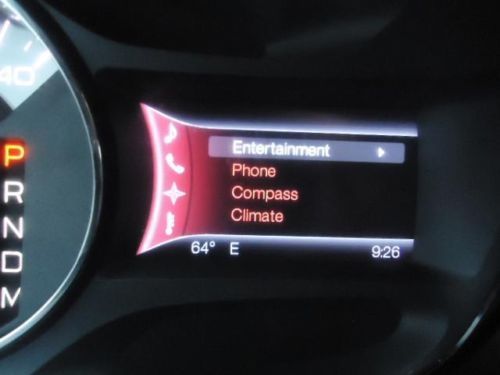 40
P
R
N
D
M
Entertainment
Phone
Compass
Climate
64° E 9:26